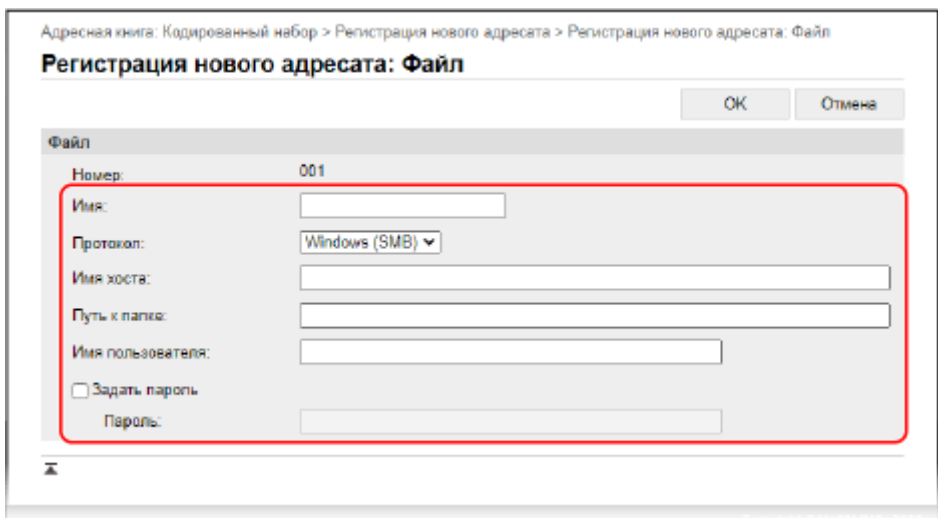 Адресная книга: Кодированный набор > Регистрация нового адресата > Регистрация нового адресата: Файл
Регистрация нового адресата: Файл
OK Отмена
Файл
Номер: 001
Имя:
Протокол: Windows (SMB)
Имя хоста:
Путь к папке:
Имя пользователя:
Задать пароль
Пароль: